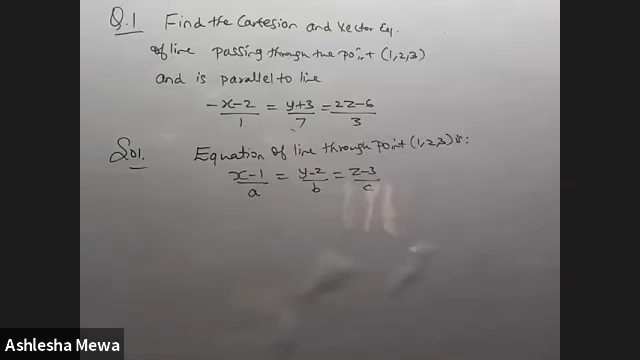 Q.1 Find the Cartesion and Vector Eq.
of line passing through the point (1,2,3)
and is parallel to line
-x-2/1 = y+3/7 = 2z-6/3
Sol. Equation of line through point (1,2,3) is:
x-1/a = y-2/b = z-3/c
Ashlesha Mewa